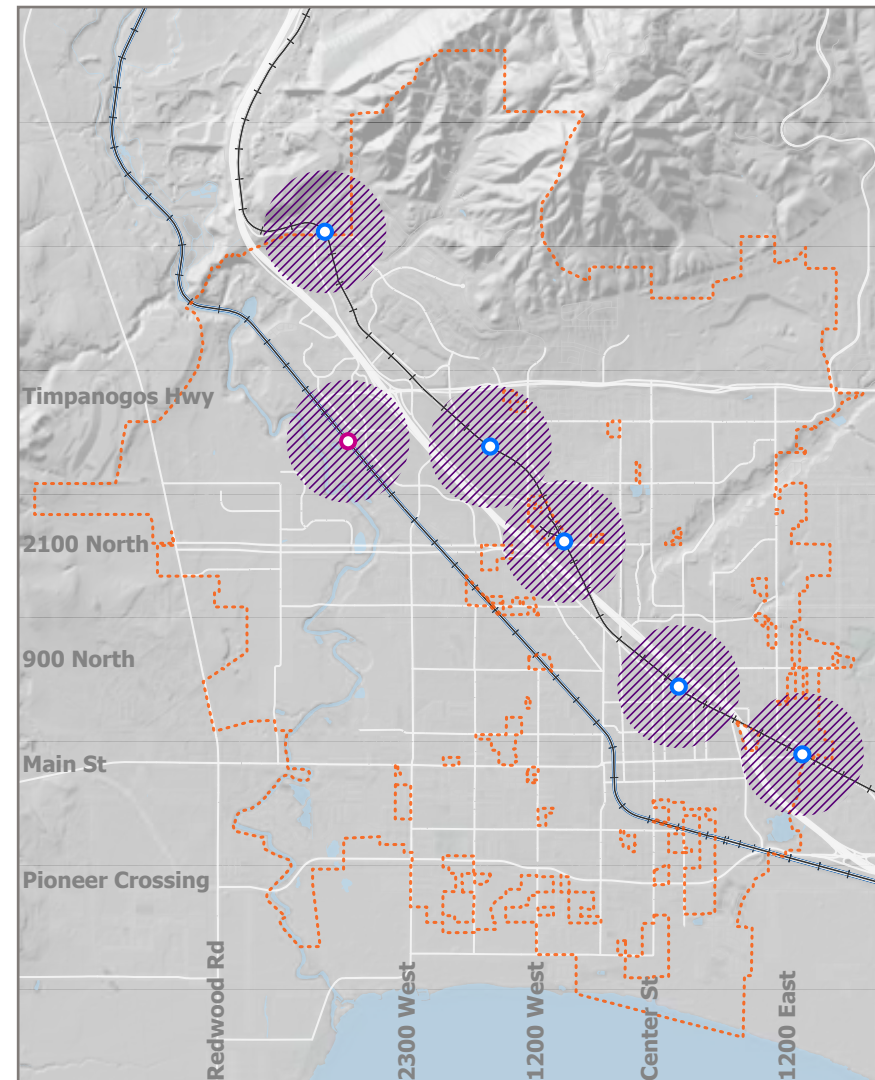 Timpanogos Hwy
2100 North
900 North
Main St
Pioneer Crossing
Redwood Rd
2300 West
1200 West
Center St
1200 East